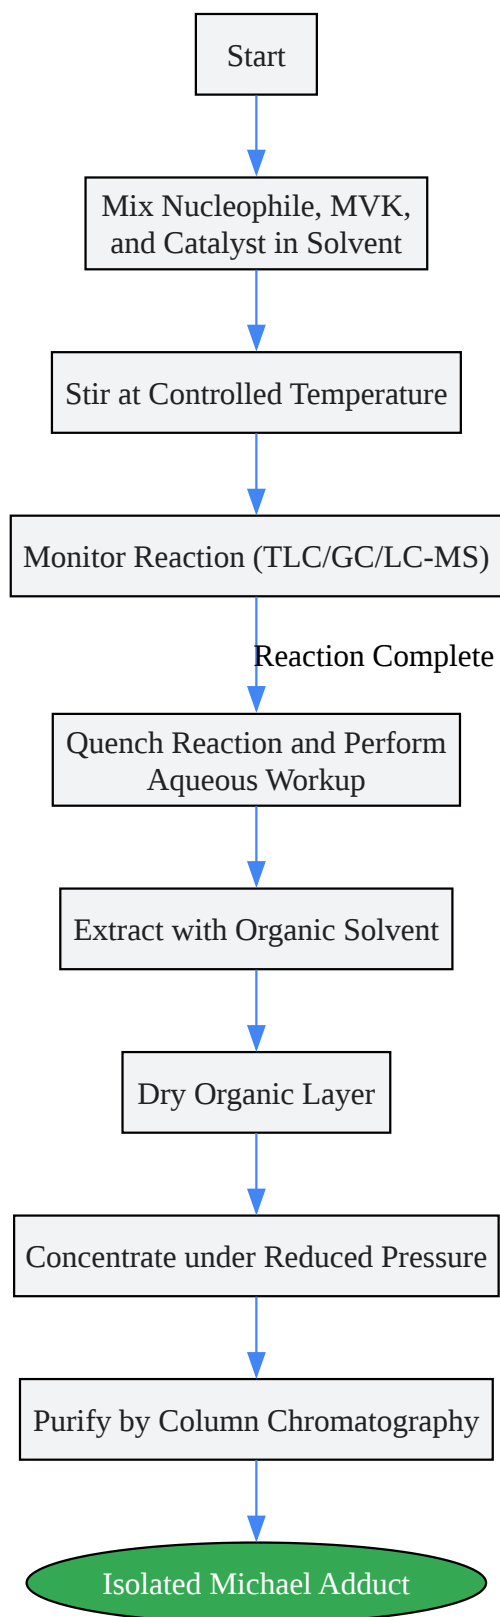 Start
Mix Nucleophile, MVK,
and Catalyst in Solvent
Stir at Controlled Temperature
Monitor Reaction (TLC/GC/LC-MS)
Reaction Complete
Quench Reaction and Perform
Aqueous Workup
Extract with Organic Solvent
Dry Organic Layer
Concentrate under Reduced Pressure
Purify by Column Chromatography
Isolated Michael Adduct